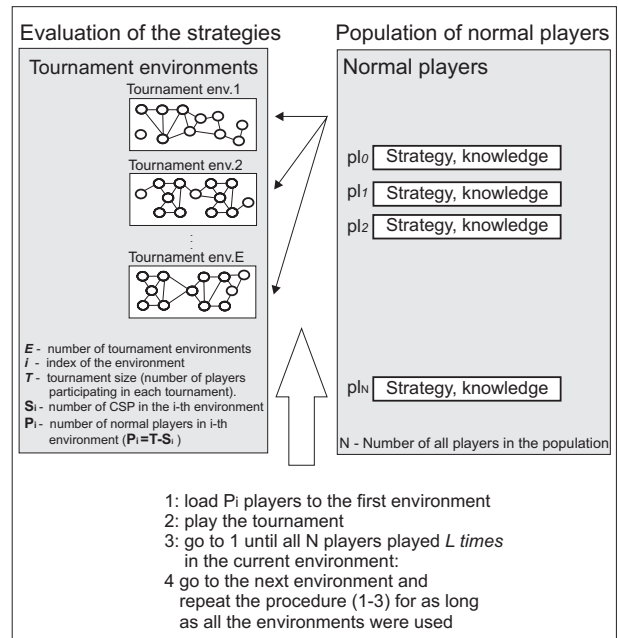 Evaluation of the strategies
Tournament environments
Tournament env.1
Tournament env.2
Tournament env.E
E - number of tournament environments
i - index of the environment
T - tournament size (number of players
participating in each tournament).
Si - number of CSP in the i-th environment
Pi - number of normal players in i-th
environment (Pi=T-Si )
Population of normal players
Normal players
pl0 Strategy, knowledge
pl1 Strategy, knowledge
pl2 Strategy, knowledge
plN Strategy, knowledge
N - Number of all players in the population
1: load Pi players to the first environment
2: play the tournament
3: go to 1 until all N players played L times
in the current environment:
4 go to the next environment and
repeat the procedure (1-3) for as long
as all the environments were used